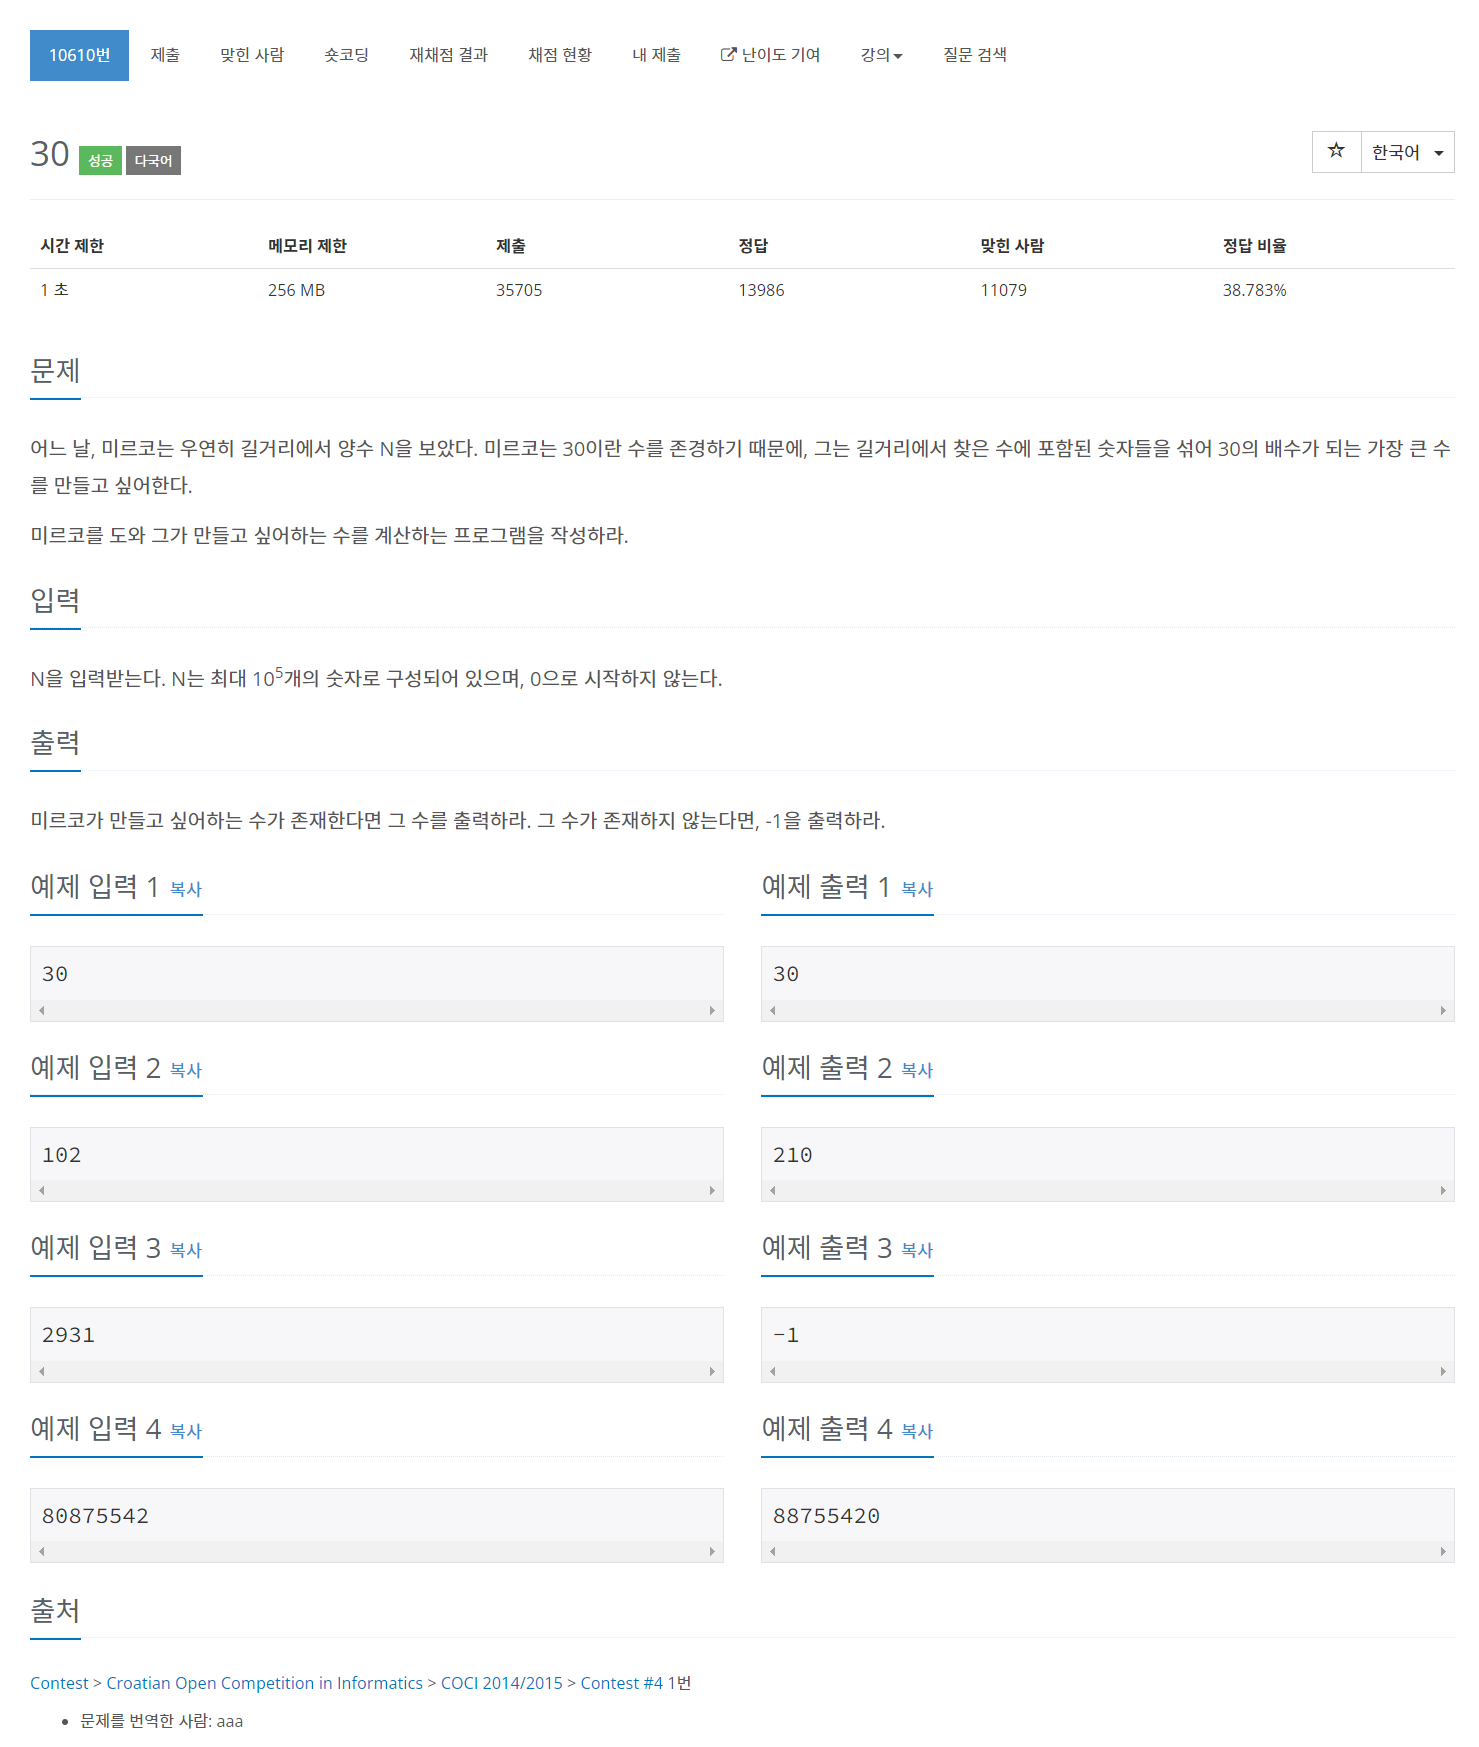 10610번 제출 맞힌 사람 숏코딩 재채점 결과 채점 현황 내 제출 난이도 기여 강의 질문 검색
30 성공 다국어 한국어
시간 제한 메모리 제한 제출 정답 맞힌 사람 정답 비율
1 초 256 MB 35705 13986 11079 38.783%
문제
어느 날, 미르코는 우연히 길거리에서 양수 N을 보았다. 미르코는 30이란 수를 존경하기 때문에, 그는 길거리에서 찾은 수에 포함된 숫자들을 섞어 30의 배수가 되는 가장 큰 수
를 만들고 싶어한다.
미르코를 도와 그가 만들고 싶어하는 수를 계산하는 프로그램을 작성하라.
입력
N을 입력받는다. N는 최대 10⁵개의 숫자로 구성되어 있으며, 0으로 시작하지 않는다.
출력
미르코가 만들고 싶어하는 수가 존재한다면 그 수를 출력하라. 그 수가 존재하지 않는다면, -1을 출력하라.
예제 입력 1 복사 예제 출력 1 복사
30 30
예제 입력 2 복사 예제 출력 2 복사
102 210
예제 입력 3 복사 예제 출력 3 복사
2931 -1
예제 입력 4 복사 예제 출력 4 복사
80875542 88755420
출처
Contest > Croatian Open Competition in Informatics > COCI 2014/2015 > Contest #4 1번
• 문제를 번역한 사람: aaa